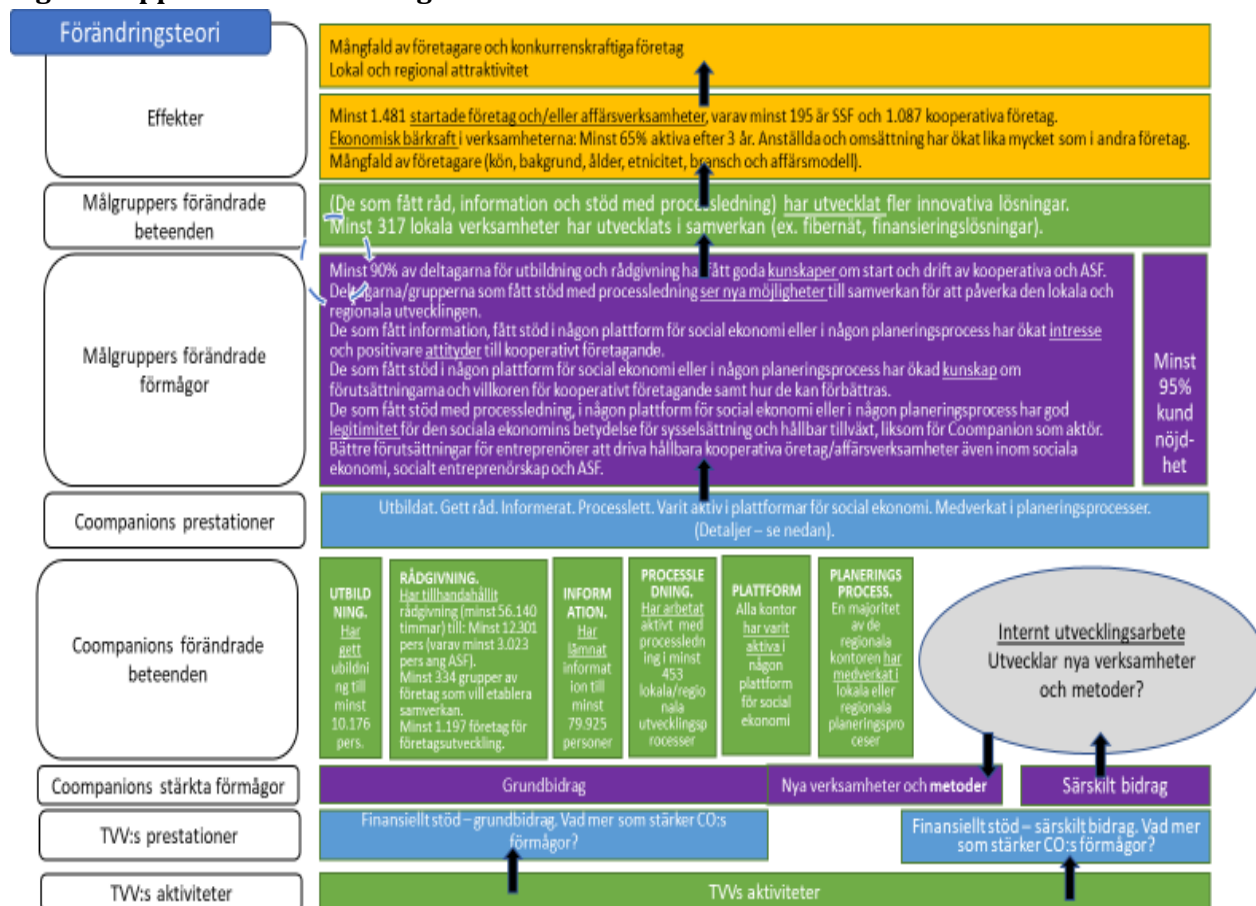 Förändringsteori
Effekter
Mångfald av företagare och konkurrenskraftiga företag
Lokal och regional attraktivitet
Minst 1.481 startade företag och/eller affärsverksamheter, varav minst 195 är SSF och 1.087 kooperativa företag.
Ekonomisk bärkraft i verksamheterna: Minst 65% aktiva efter 3 år. Anställda och omsättning har ökat lika mycket som i andra företag.
Mångfald av företagare (kön, bakgrund, ålder, etnicitet, bransch och affärsmodell).
Målgruppers förändrade
beteenden
(De som fått råd, information och stöd med processledning) har utvecklat fler innovativa lösningar.
Minst 317 lokala verksamheter har utvecklats i samverkan (ex. fibernät, finansieringslösningar).
Målgruppers förändrade
förmågor
Minst 90% av deltagarna för utbildning och rådgivning har fått goda kunskaper om start och drift av kooperativa och ASF.
Deltagarna/grupperna som fått stöd med processledning ser nya möjligheter till samverkan för att påverka den lokala och
regionala utvecklingen.
De som fått information, fått stöd i någon plattform för social ekonomi eller i någon planeringsprocess har ökat intresse
och positivare attityder till kooperativt företagande.
De som fått stöd i någon plattform för social ekonomi eller i någon planeringsprocess har ökad kunskap om
förutsättningarna och villkoren för kooperativt företagande samt hur de kan förbättras.
De som fått stöd med processledning, i någon plattform för social ekonomi eller i någon planeringsprocess har god
legitimitet för den sociala ekonomins betydelse för sysselsättning och hållbar tillväxt, liksom för Coompanion som aktör.
Bättre förutsättningar för entreprenörer att driva hållbara kooperativa öretag/affärsverksamheter även inom sociala
ekonomi, socialt entreprenörskap och ASF.
Minst
95%
kund
nöjd-
het
Coompanions prestationer
Utbildat. Gett råd. Informerat. Processlett. Varit aktiv i plattformar för social ekonomi. Medverkat i planeringsprocesser.
(Detaljer – se nedan).
Coompanions förändrade
beteenden
UTBILD
NING.
Har
gett
ubildni
ng till
minst
10.176
pers.
RÅDGIVNING.
Har tillhandahållit
rådgivning (minst 56.140
timmar) till: Minst 12.301
pers (varav minst 3.023
pers ang ASF).
Minst 334 grupper av
företag som vill etablera
samverkan.
Minst 1.197 företag för
företagsutveckling.
INFORM
ATION.
Har
lämnat
informat
ion till
minst
79.925
personer
PROCESSLE
DNING.
Har arbetat
aktivt med
processledn
ing i minst
453
lokala/regio
nala
utvecklingsp
rocesser
PLATTFORM
Alla kontor
har varit
aktiva i
någon
plattform
för social
ekonomi
PLANERINGS
PROCESS.
En majoritet
av de
regionala
kontoren har
medverkat i
lokala eller
regionala
planeringspro
ceser
Internt utvecklingsarbete
Utvecklar nya verksamheter
och metoder?
Coompanions stärkta förmågor
Grundbidrag
Nya verksamheter och metoder
Särskilt bidrag
TVV:s prestationer
Finansiellt stöd – grundbidrag. Vad mer som stärker CO:s
förmågor?
Finansiellt stöd – särskilt bidrag. Vad mer
som stärker CO:s förmågor?
TVV:s aktiviteter
TVVs aktiviteter